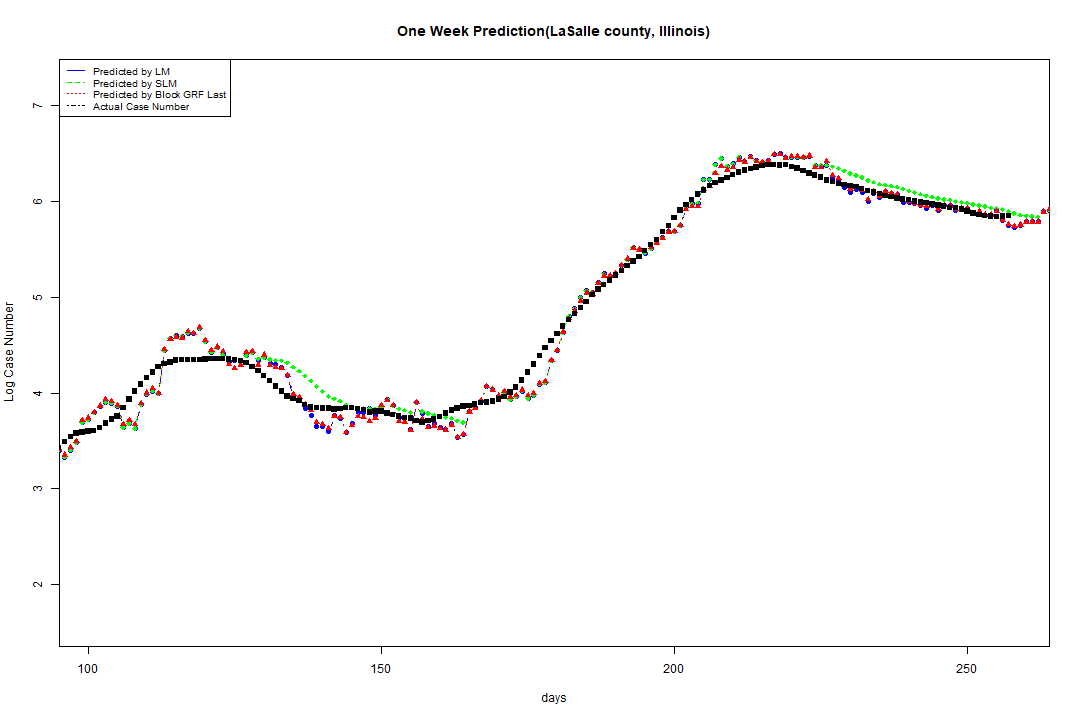 One Week Prediction(LaSalle county, Illinois)
Predicted by LM
Predicted by SLM
Predicted by Block GRF Last
Actual Case Number
Log Case Number
7
6
5
4
3
2
100 150 200 250
days